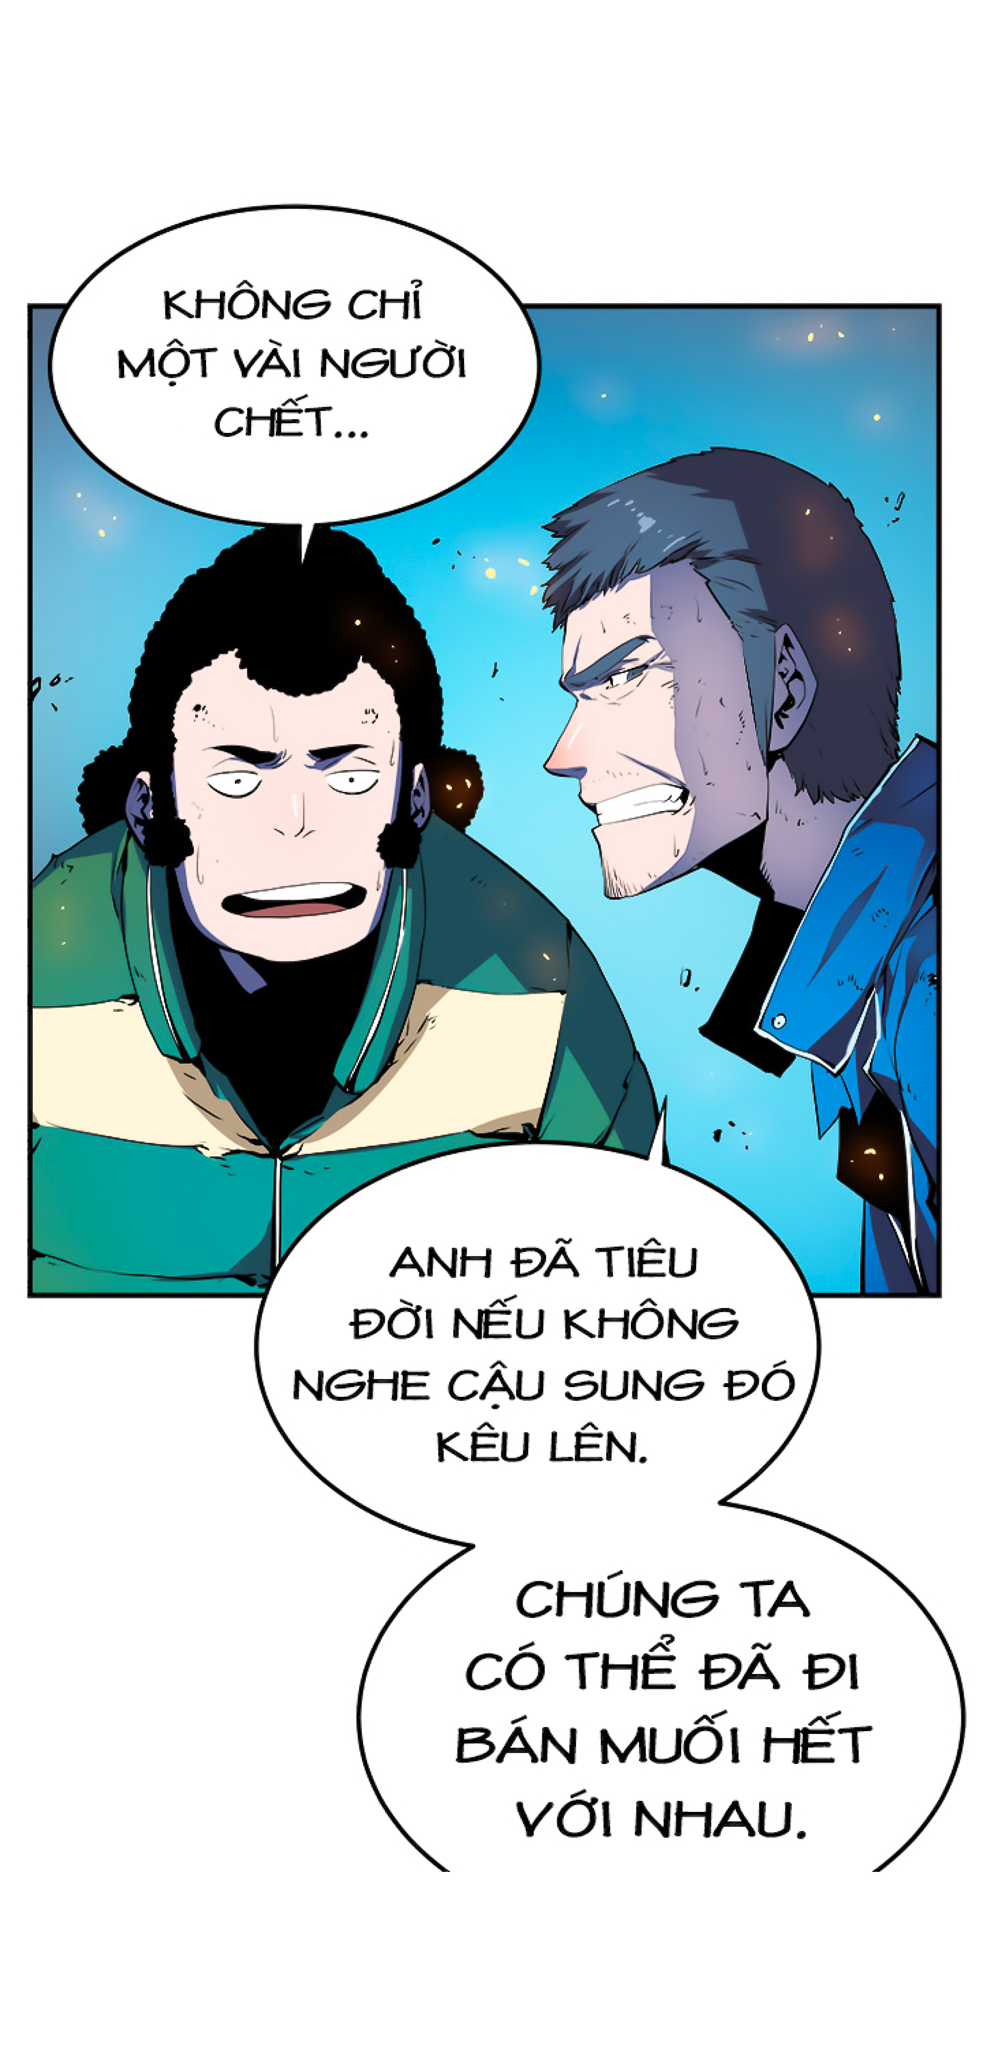 KHÔNG CHỈ
MỘT VÀI NGƯỜI
CHẾT...
ANH ĐÃ TIÊU
ĐỜI NẾU KHÔNG
NGHE CẬU SUNG ĐÓ
KÊU LÊN.
CHÚNG TA
CÓ THỂ ĐÃ ĐI
BÁN MUỐI HẾT
VỚI NHAU.